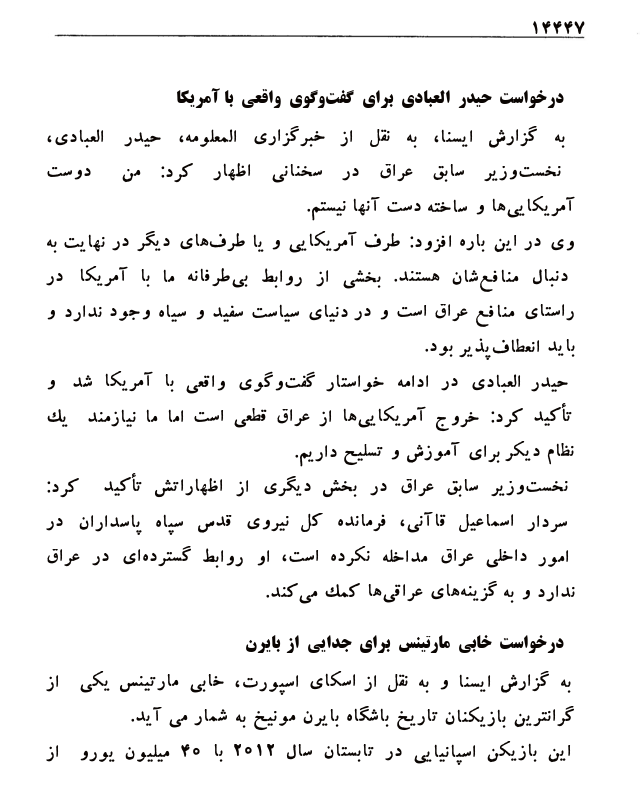 ۱۴۴۴۷
درخواست حیدر العبادی برای گفت‌وگوی واقعی با آمریکا
به گزارش ایسنا، به نقل از خبرگزاری المعلومه، حیدر العبادی،
نخست‌وزیر سابق عراق در سخنانی اظهار کرد: من دوست
آمریکایی‌ها و ساخته دست آنها نیستم.
وی در این باره افزود: طرف آمریکایی و یا طرف‌های دیگر در نهایت به
دنبال منافع‌شان هستند. بخشی از روابط بی‌طرفانه ما با آمریکا در
راستای منافع عراق است و در دنیای سیاست سفید و سیاه وجود ندارد و
باید انعطاف‌پذیر بود.
حیدر العبادی در ادامه خواستار گفت‌وگوی واقعی با آمریکا شد و
تأکید کرد: خروج آمریکایی‌ها از عراق قطعی است اما ما نیازمند یك
نظام دیکر برای آموزش و تسلیح داریم.
نخست‌وزیر سابق عراق در بخش دیگری از اظهاراتش تأکید کرد:
سردار اسماعیل قاآنی، فرمانده کل نیروی قدس سپاه پاسداران در
امور داخلی عراق مداخله نکرده است، او روابط گسترده‌ای در عراق
ندارد و به گزینه‌های عراقی‌ها کمك می‌کند.
درخواست خابی مارتینس برای جدایی از بایرن
به گزارش ایسنا و به نقل از اسکای اسپورت، خابی مارتینس یکی از
گرانترین بازیکنان تاریخ باشگاه بایرن مونیخ به شمار می آید.
این بازیکن اسپانیایی در تابستان سال ۲۰۱۲ با ۴۰ میلیون یورو از